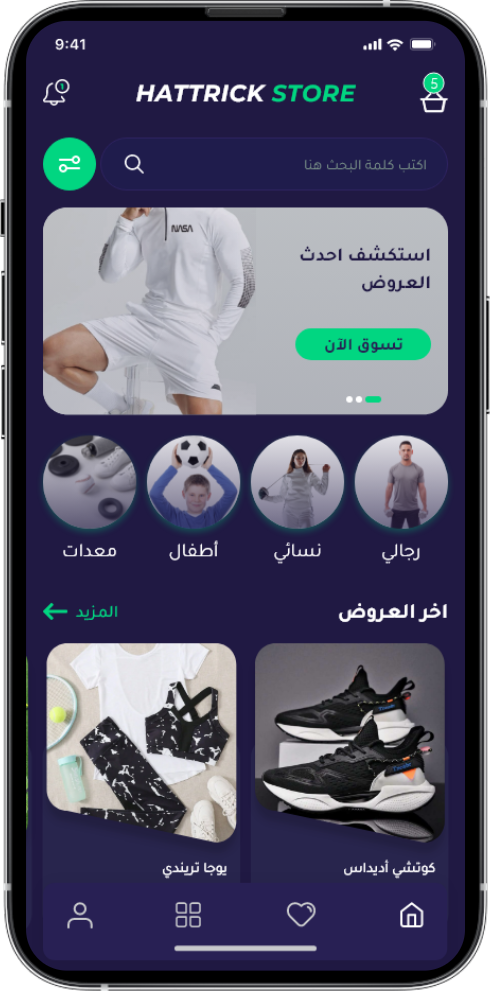 9:41
1
HATTRICK STORE
5
اكتب كلمة البحث هنا
NASA
استكشف احدث
العروض
تسوق الآن
رجالي
نسائي
أطفال
معدات
اخر العروض
المزيد
كوتشي أديداس
يوجا تريندي